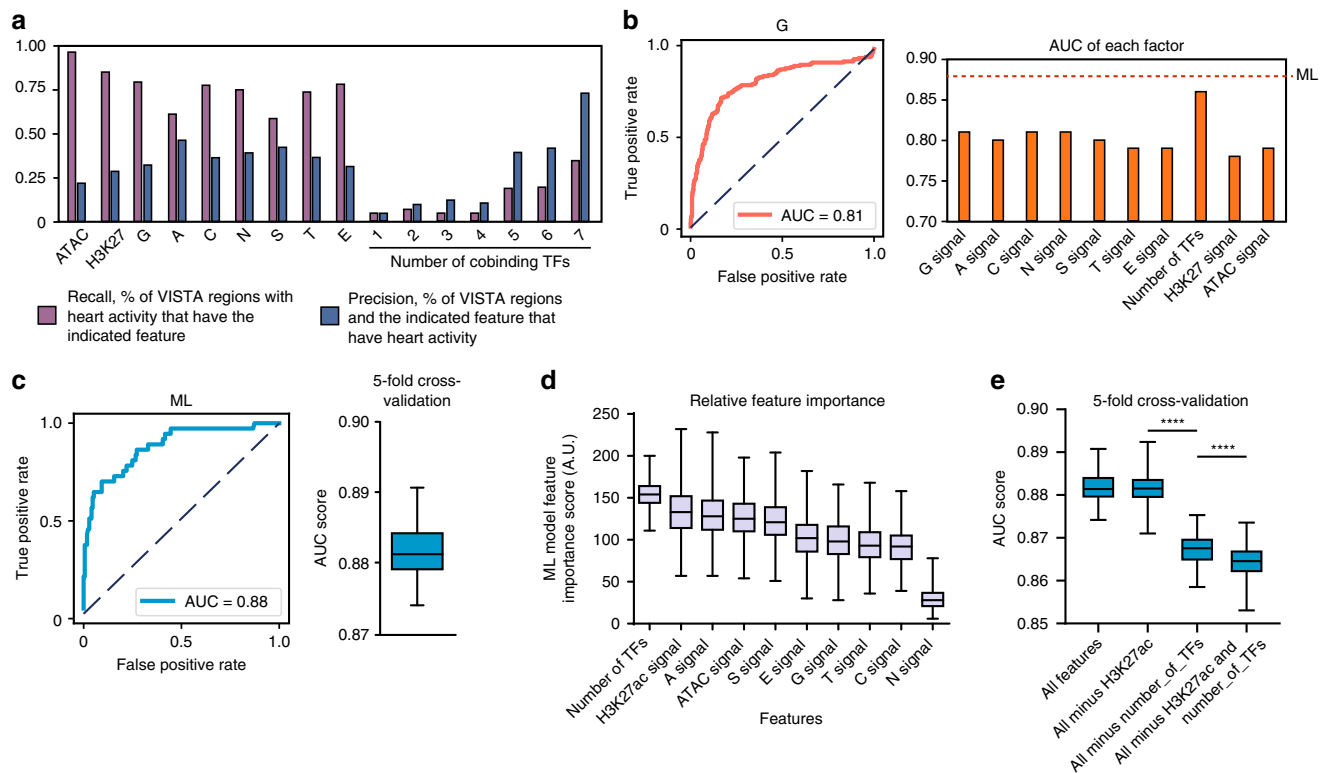 a
1.00
0.75
0.50
0.25
0
ATAC
H3K27
G
A
C
N
S
T
E
1
2
3
4
5
6
7
Number of cobinding TFs
Recall, % of VISTA regions with
heart activity that have the
indicated feature
Precision, % of VISTA regions
and the indicated feature that
have heart activity
b
G
True positive rate
1.0
0.5
0
AUC = 0.81
0
0.5
1.0
False positive rate
AUC of each factor
0.90
0.85
0.80
0.75
0.70
ML
G signal
A signal
C signal
N signal
S signal
T signal
E signal
Number of TFs
H3K27 signal
ATAC signal
c
ML
True positive rate
1.0
0.5
0
AUC = 0.88
0
0.5
1.0
False positive rate
5-fold cross-
validation
AUC score
0.90
0.89
0.88
0.87
d
Relative feature importance
ML model feature
importance score (A.U.)
250
200
150
100
50
0
Number of TFs
H3K27ac signal
A signal
ATAC signal
S signal
E signal
G signal
T signal
C signal
N signal
Features
e
5-fold cross-validation
AUC score
0.90
0.89
0.88
0.87
0.86
0.85
****
****
All features
All minus H3K27ac
All minus number_of_TFs
All minus H3K27ac and
number_of_TFs